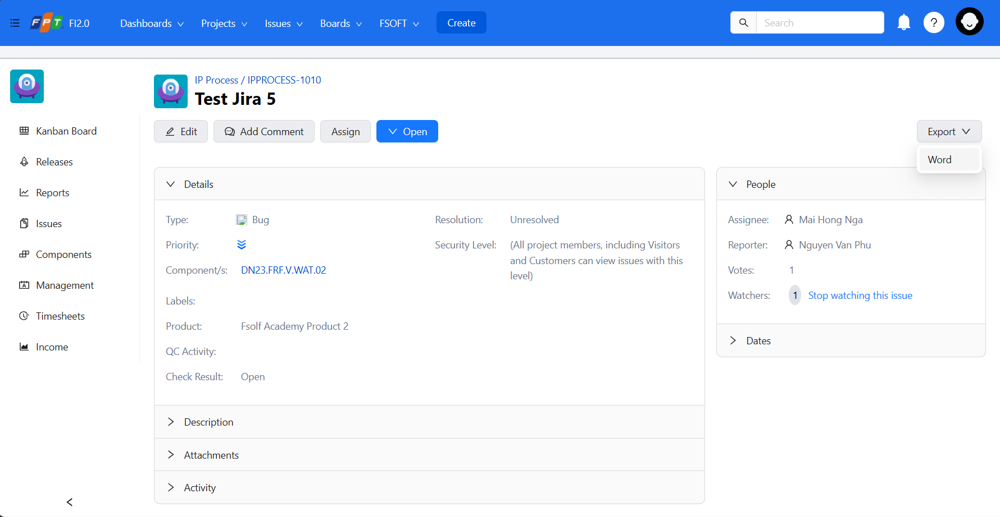 FPT FI2.0 Dashboards Projects Issues Boards FSOFT Create Search ?
IP Process / IPPROCESS-1010
Test Jira 5
Edit Add Comment Assign Open Export
Word
Kanban Board
Releases
Reports
Issues
Components
Management
Timesheets
Income
Details
Type: Bug
Priority:
Component/s: DN23.FRF.V.WAT.02
Labels:
Product: Fsolf Academy Product 2
QC Activity:
Check Result: Open
Resolution: Unresolved
Security Level: (All project members, including Visitors
and Customers can view issues with this
level)
Description
Attachments
Activity
People
Assignee: Mai Hong Nga
Reporter: Nguyen Van Phu
Votes: 1
Watchers: 1 Stop watching this issue
Dates